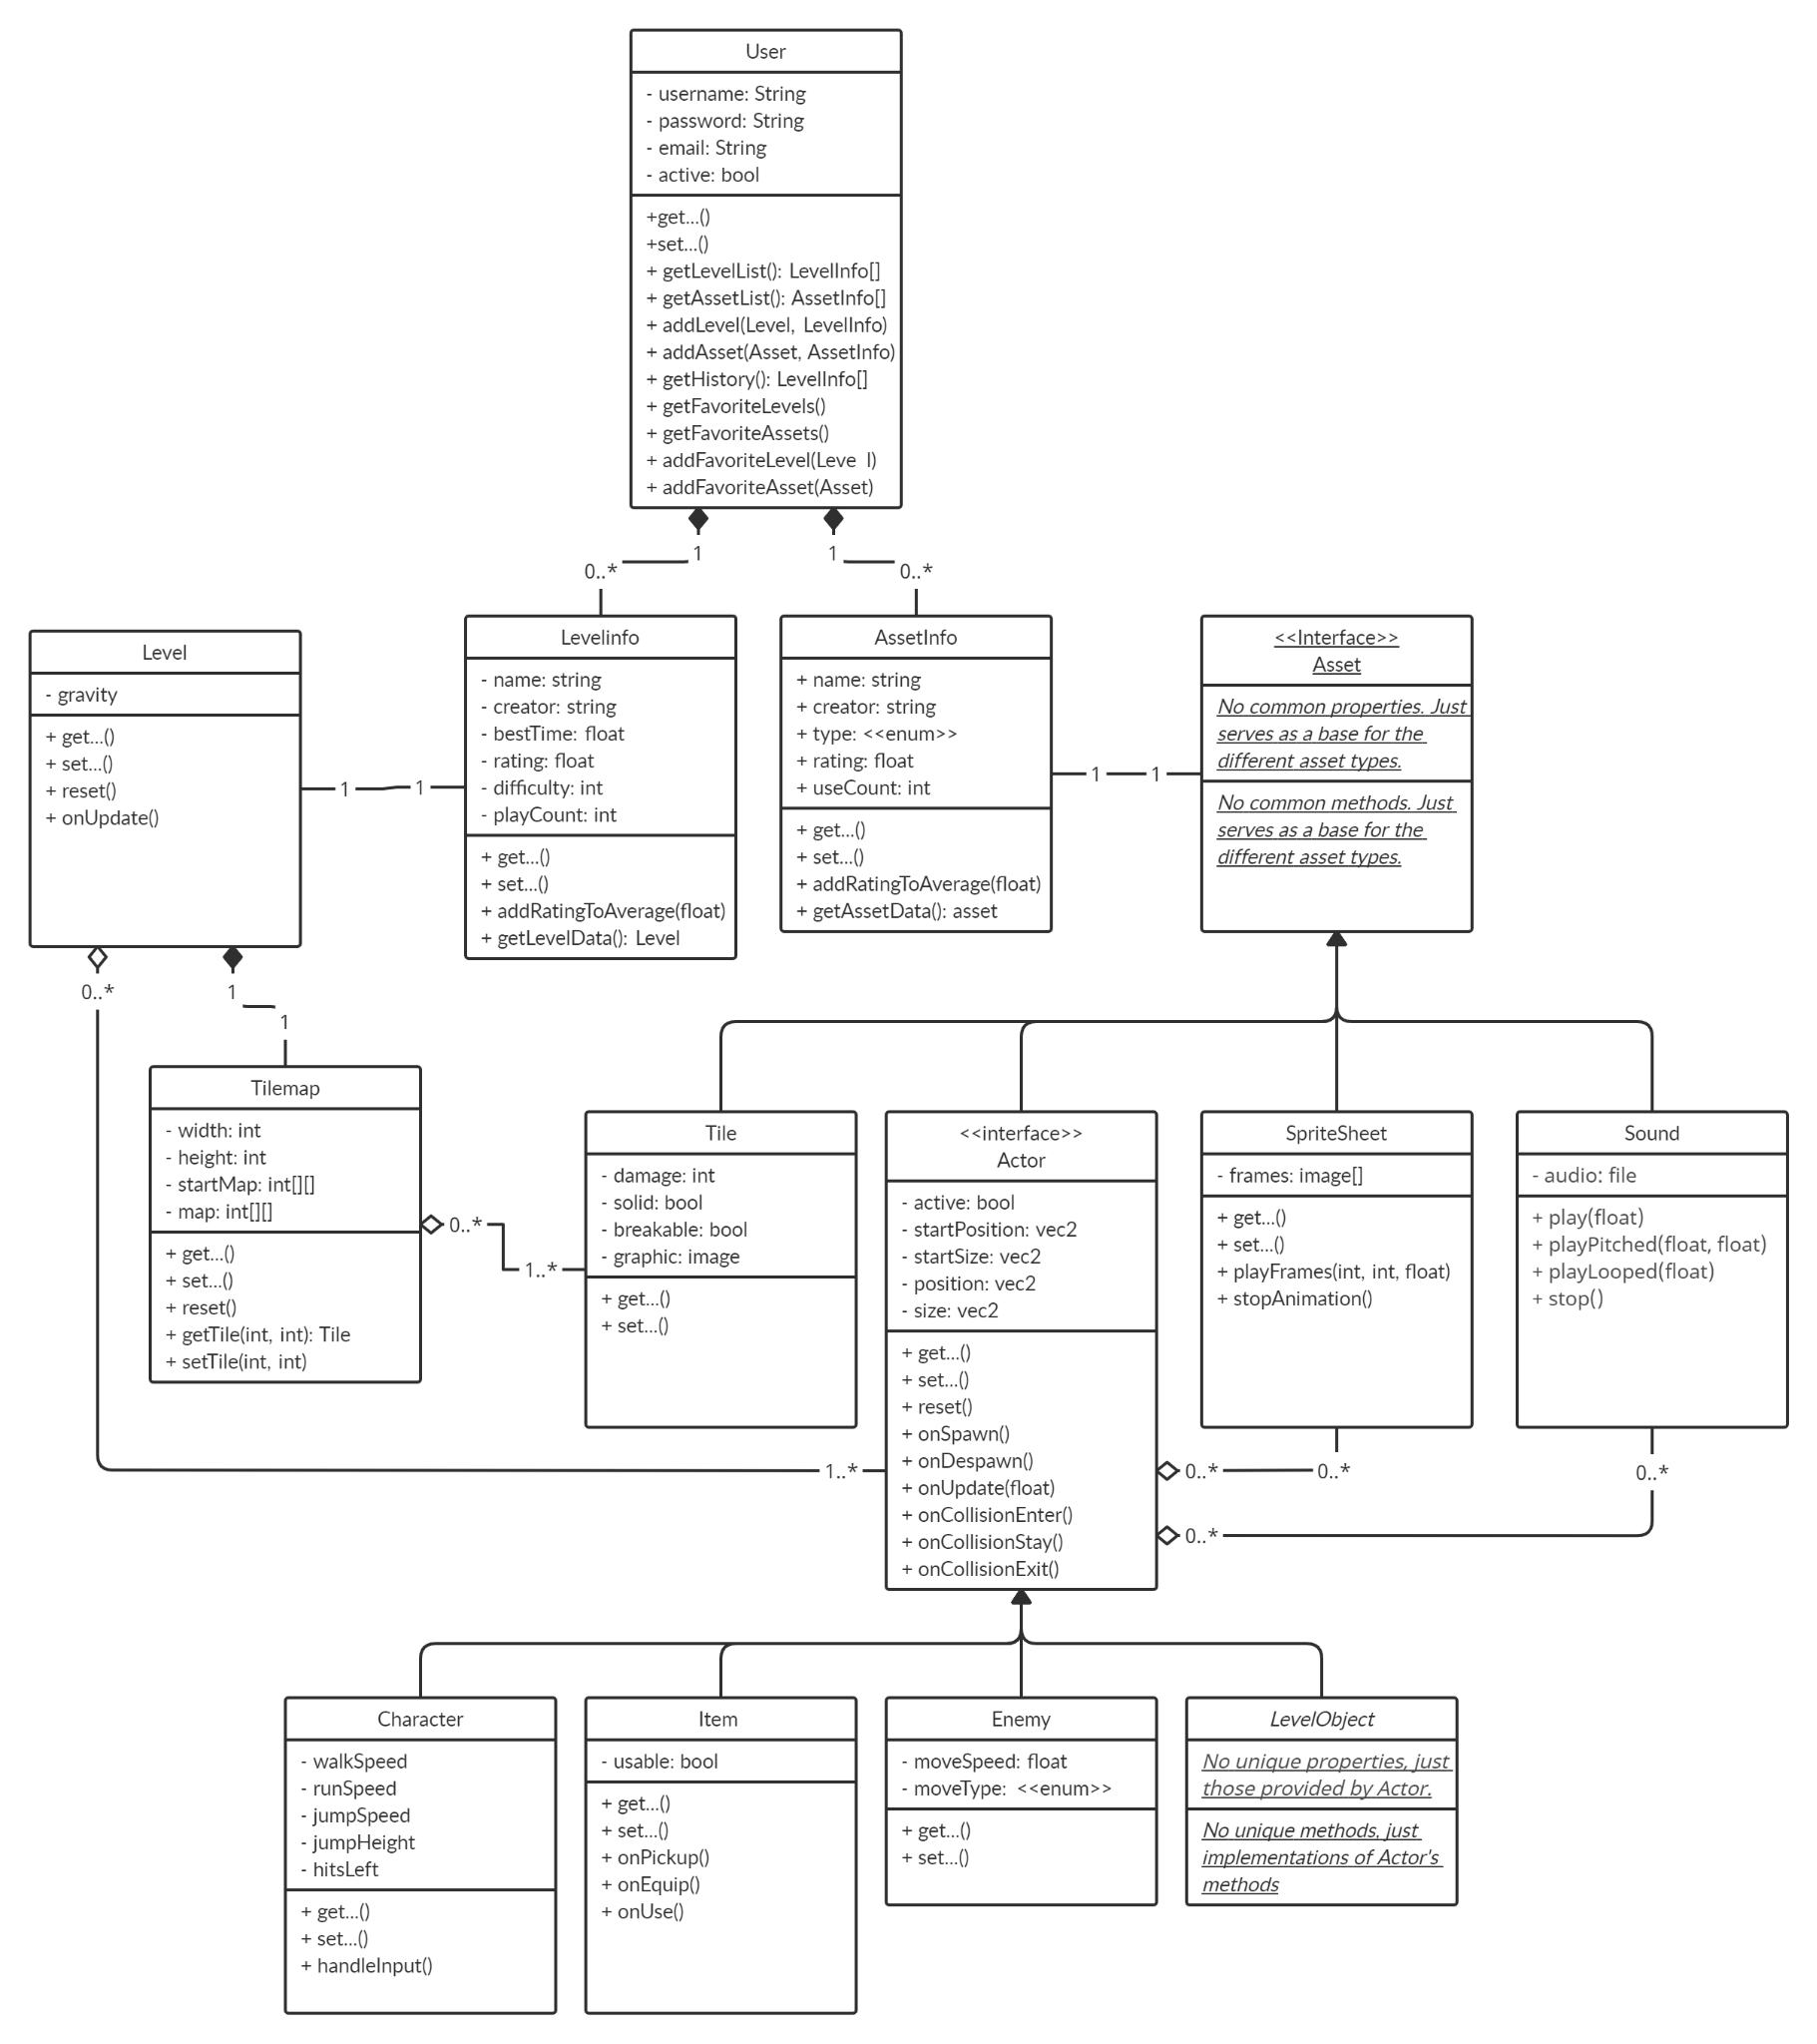 User
- username: String
- password: String
- email: String
- active: bool
+get...()
+set...()
+ getLevelList(): LevelInfo[]
+ getAssetList(): AssetInfo[]
+ addLevel(Level, LevelInfo)
+ addAsset(Asset, AssetInfo)
+ getHistory(): LevelInfo[]
+ getFavoriteLevels()
+ getFavoriteAssets()
+ addFavoriteLevel(Leve l)
+ addFavoriteAsset(Asset)
1
1
0..*
0..*
Level
- gravity
+ get...()
+ set...()
+ reset()
+ onUpdate()
1
1
Levelinfo
- name: string
- creator: string
- bestTime: float
- rating: float
- difficulty: int
- playCount: int
+ get...()
+ set...()
+ addRatingToAverage(float)
+ getLevelData(): Level
AssetInfo
+ name: string
+ creator: string
+ type: <<enum>>
+ rating: float
+ useCount: int
+ get...()
+ set...()
+ addRatingToAverage(float)
+ getAssetData(): asset
1
1
<<Interface>>
Asset
No common properties. Just
serves as a base for the
different asset types.
No common methods. Just
serves as a base for the
different asset types.
0..*
1
1
Tilemap
- width: int
- height: int
- startMap: int[][]
- map: int[][]
+ get...()
+ set...()
+ reset()
+ getTile(int, int): Tile
+ setTile(int, int)
0..*
1..*
Tile
- damage: int
- solid: bool
- breakable: bool
- graphic: image
+ get...()
+ set...()
<<interface>>
Actor
- active: bool
- startPosition: vec2
- startSize: vec2
- position: vec2
- size: vec2
+ get...()
+ set...()
+ reset()
+ onSpawn()
+ onDespawn()
+ onUpdate(float)
+ onCollisionEnter()
+ onCollisionStay()
+ onCollisionExit()
SpriteSheet
- frames: image[]
+ get...()
+ set...()
+ playFrames(int, int, float)
+ stopAnimation()
Sound
- audio: file
+ play(float)
+ playPitched(float, float)
+ playLooped(float)
+ stop()
1..*
0..*
0..*
0..*
0..*
Character
- walkSpeed
- runSpeed
- jumpSpeed
- jumpHeight
- hitsLeft
+ get...()
+ set...()
+ handleInput()
Item
- usable: bool
+ get...()
+ set...()
+ onPickup()
+ onEquip()
+ onUse()
Enemy
- moveSpeed: float
- moveType: <<enum>>
+ get...()
+ set...()
LevelObject
No unique properties, just
those provided by Actor.
No unique methods, just
implementations of Actor's
methods